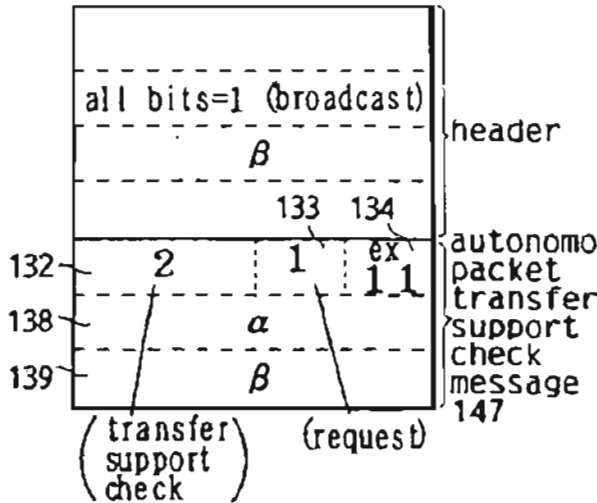 all bits=1 (broadcast)
β
header
133 134
132 2 1 ex 11
138 α
139 β
autonomo
packet
transfer
support
check
message
147
(transfer
support
check)
(request)